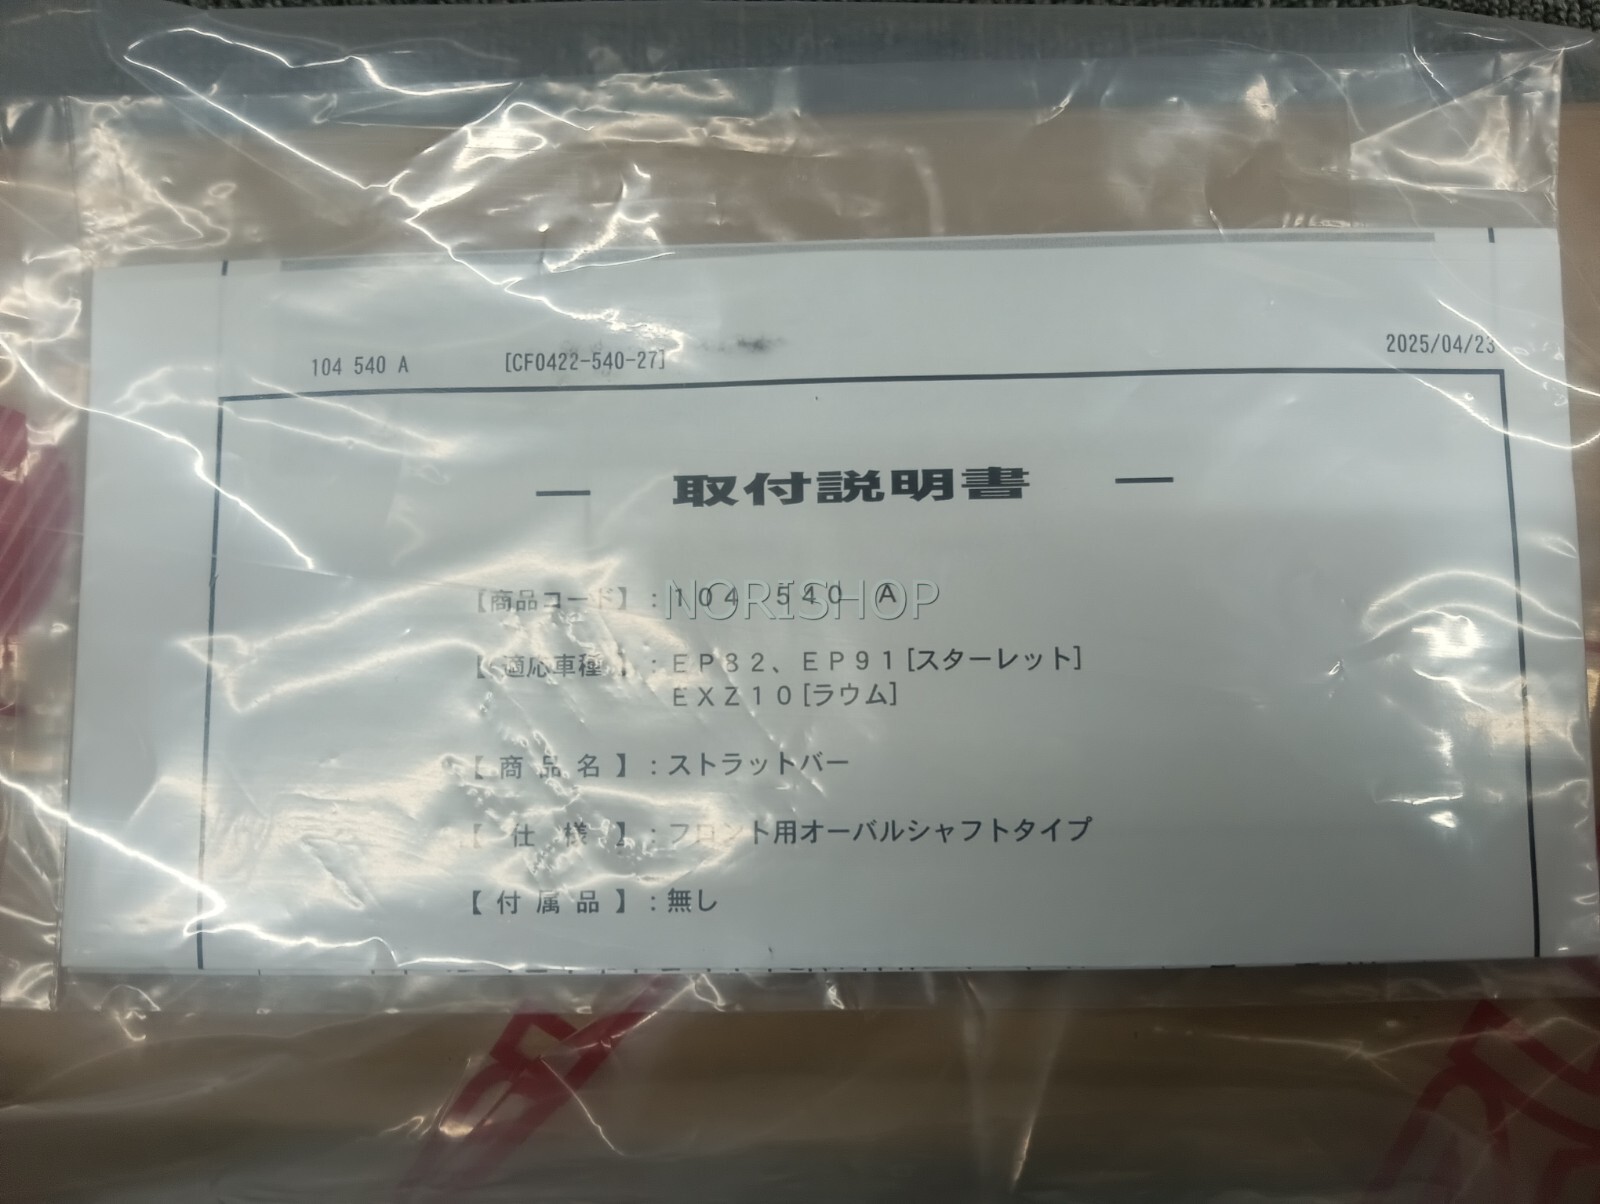 104 540 A [CF0422-540-27] 2025/04/23
― 取付説明書 ―
【商品コード】：１０４ ５４０ Ａ
NORISHOP
【適応車種】：ＥＰ８２、ＥＰ９１[スターレット]
ＥＸＺ１０[ラウム]
【商品名】：ストラットバー
【仕様】：フロント用オーバルシャフトタイプ
【付属品】：無し